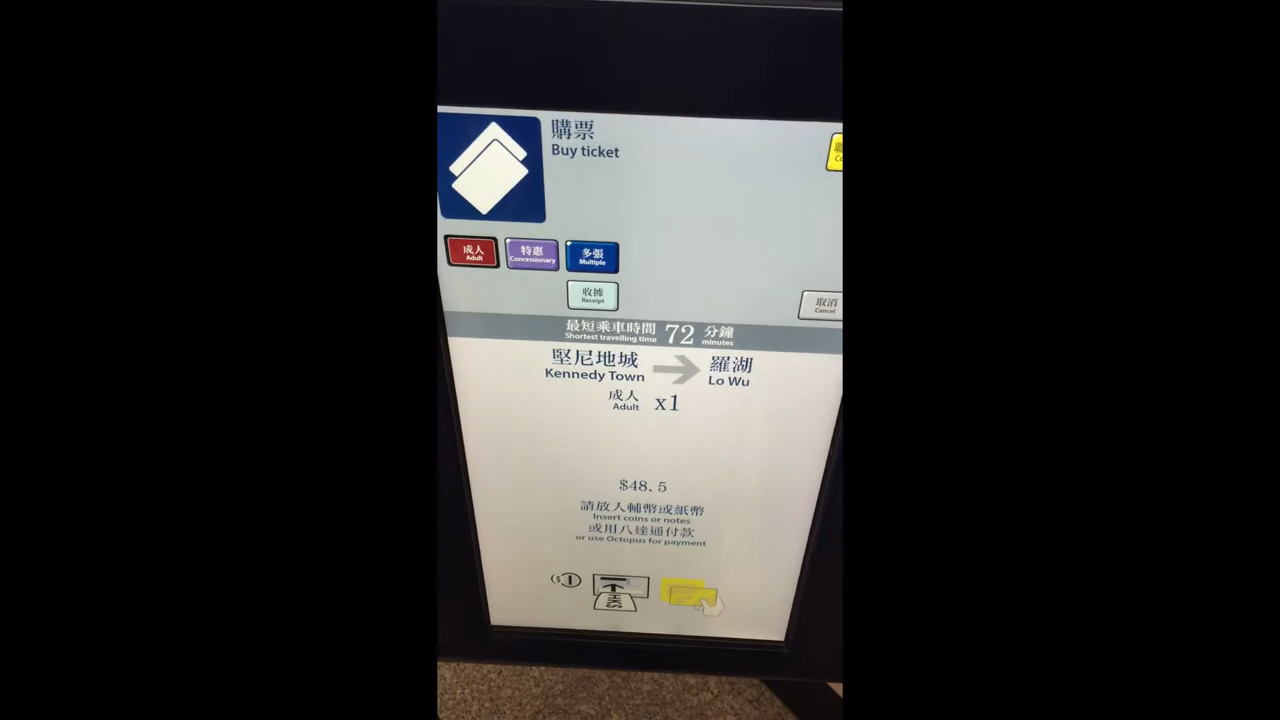 購票
Buy ticket
成人
Adult
特惠
Concessionary
多張
Multiple
收據
Receipt
取消
Cancel
最短乘車時間 72 分鐘
Shortest travelling time minutes
堅尼地城
Kennedy Town
羅湖
Lo Wu
成人
Adult
x1
$48.5
請放入輔幣或紙幣
Insert coins or notes
或用八達通付款
or use Octopus for payment
$1
HK$